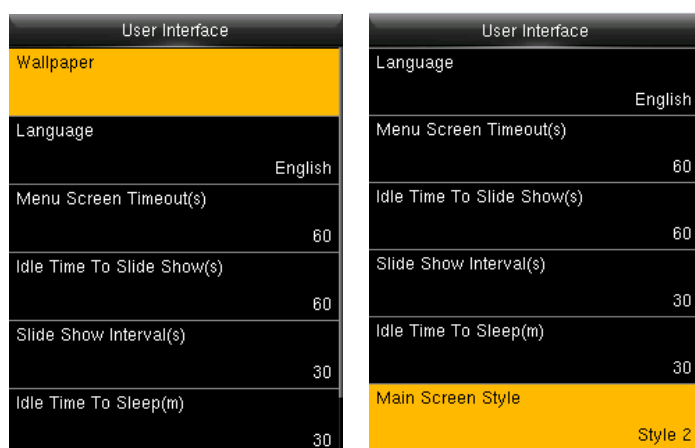 User Interface
Wallpaper
Language
English
Menu Screen Timeout(s)
60
Idle Time To Slide Show(s)
60
Slide Show Interval(s)
30
Idle Time To Sleep(m)
30
User Interface
Language
English
Menu Screen Timeout(s)
60
Idle Time To Slide Show(s)
60
Slide Show Interval(s)
30
Idle Time To Sleep(m)
30
Main Screen Style
Style 2